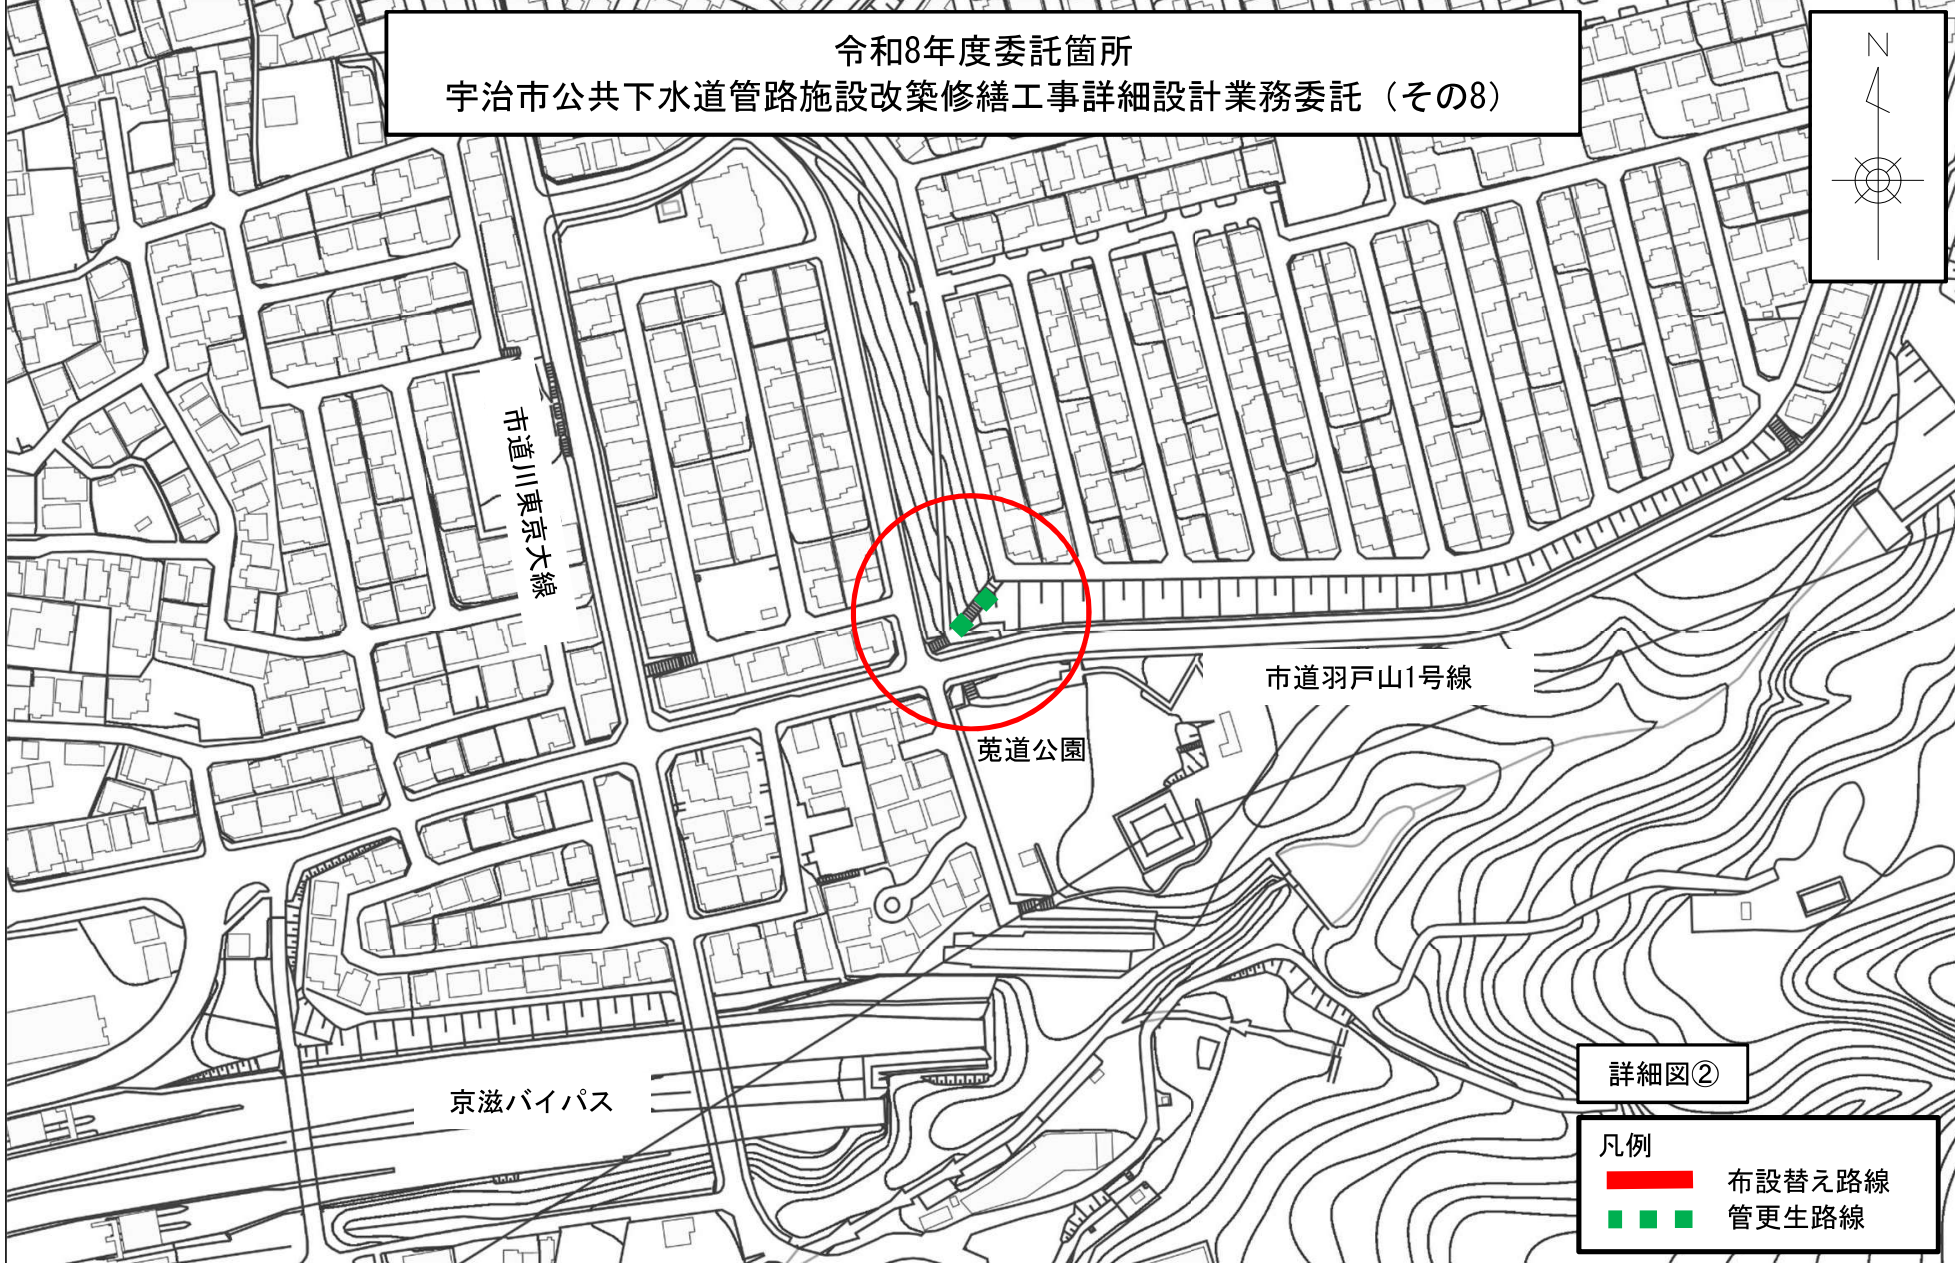 令和8年度委託箇所
宇治市公共下水道管路施設改築修繕工事詳細設計業務委託（その8）
N
市道川東京大線
市道羽戸山1号線
莵道公園
京滋バイパス
詳細図②
凡例
布設替え路線
管更生路線